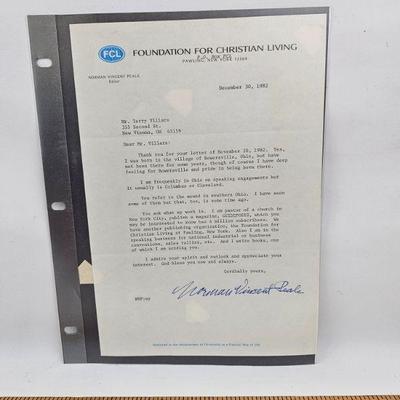 FCL FOUNDATION FOR CHRISTIAN LIVING
PAWLING, NEW YORK 12564
NORMAN VINCENT PEALE
Editor
December 30, 1982
Mr. Terry Villars
353 Second St.
New Vienna, OH 45159
Dear Mr. Villars:
Thank you for your letter of November 20, 1982. Yes,
I was born in the village of Bowersville, Ohio, but have
not been there for some years, though of course I have deep
feeling for Bowersville and pride in being born there.
I am frequently in Ohio on speaking engagements but
it usually is Columbus or Cleveland.
You refer to the mound in southern Ohio. I have seen
some of them but that, too, is some time ago.
You ask what my work is. I am pastor of a church in
New York City, publish a magazine, GUIDEPOSTS, which you
may be interested to know has 4 million subscribers. We
have another publishing organization, the Foundation for
Christian Living at Pawling, New York. Also I am in the
speaking business for national industrial or business
conventions, sales rallies, etc. And I write books, one
of which I am sending you.
I admire your spirit and outlook and appreciate your
interest. God bless you now and always.
Cordially yours,
Norman Vincent Peale